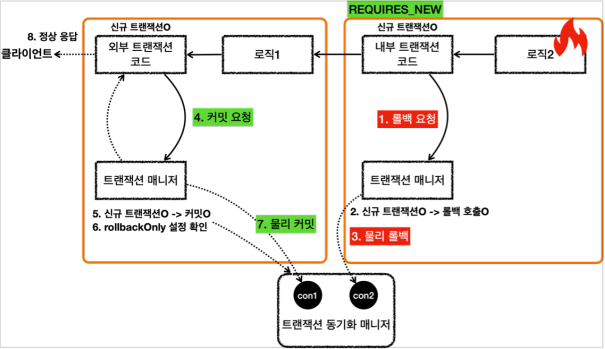 REQUIRES_NEW
신규 트랜잭션O
신규 트랜잭션O
8. 정상 응답
클라이언트
외부 트랜잭션
코드
로직1
내부 트랜잭션
코드
로직2
4. 커밋 요청
1. 롤백 요청
트랜잭션 매니저
트랜잭션 매니저
5. 신규 트랜잭션O -> 커밋O
6. rollbackOnly 설정 확인
7. 물리 커밋
2. 신규 트랜잭션O -> 롤백 호출O
3. 물리 롤백
con1
con2
트랜잭션 동기화 매니저